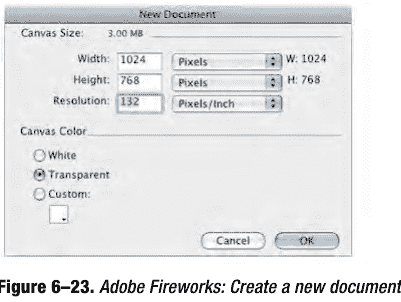 New Document
Canvas Size: 3.00 MB
Width: 1024 Pixels W: 1024
Height: 768 Pixels H: 768
Resolution: 132 Pixels/Inch
Canvas Color
White
Transparent
Custom:
Cancel OK
Figure 6–23. Adobe Fireworks: Create a new document